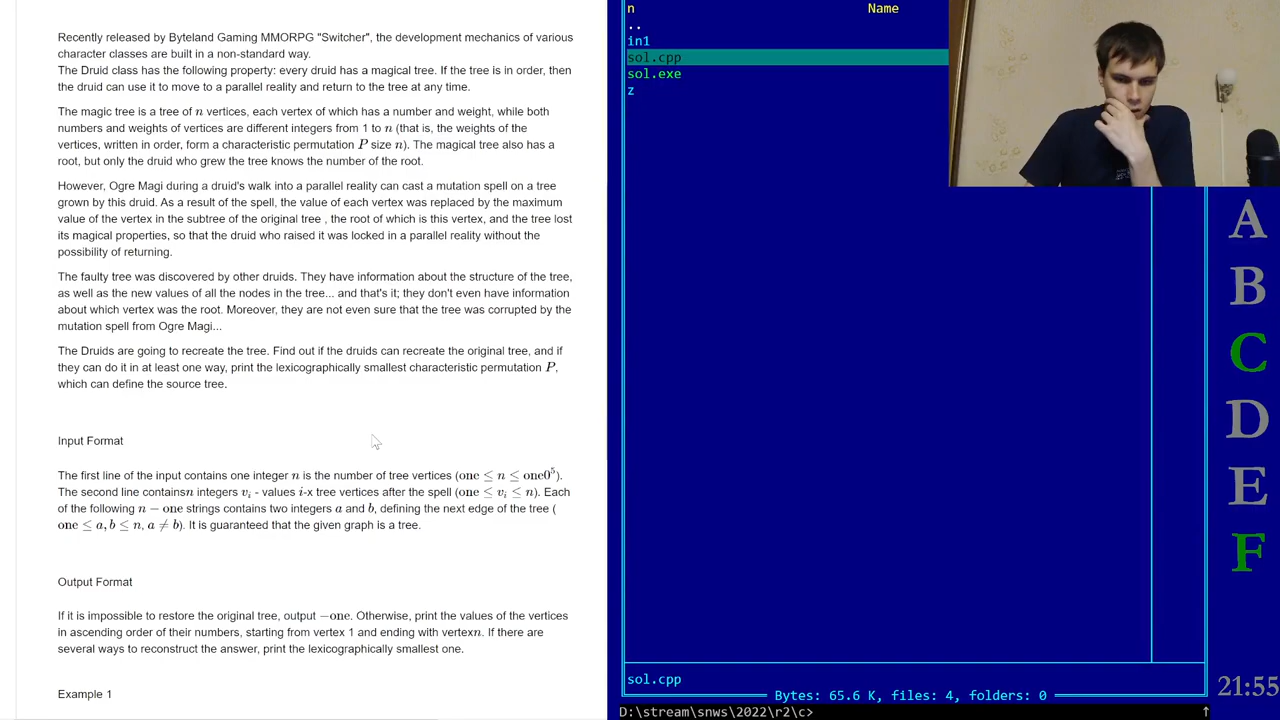 Recently released by Byteland Gaming MMORPG "Switcher", the development mechanics of various
character classes are built in a non-standard way.
The Druid class has the following property: every druid has a magical tree. If the tree is in order, then
the druid can use it to move to a parallel reality and return to the tree at any time.
The magic tree is a tree of n vertices, each vertex of which has a number and weight, while both
numbers and weights of vertices are different integers from 1 to n (that is, the weights of the
vertices, written in order, form a characteristic permutation P size n). The magical tree also has a
root, but only the druid who grew the tree knows the number of the root.
However, Ogre Magi during a druid's walk into a parallel reality can cast a mutation spell on a tree
grown by this druid. As a result of the spell, the value of each vertex was replaced by the maximum
value of the vertex in the subtree of the original tree , the root of which is this vertex, and the tree lost
its magical properties, so that the druid who raised it was locked in a parallel reality without the
possibility of returning.
The faulty tree was discovered by other druids. They have information about the structure of the tree,
as well as the new values of all the nodes in the tree... and that's it; they don't even have information
about which vertex was the root. Moreover, they are not even sure that the tree was corrupted by the
mutation spell from Ogre Magi...
The Druids are going to recreate the tree. Find out if the druids can recreate the original tree, and if
they can do it in at least one way, print the lexicographically smallest characteristic permutation P,
which can define the source tree.
Input Format
The first line of the input contains one integer n is the number of tree vertices (one ≤ n ≤ one0⁵).
The second line containsn integers vᵢ - values i-x tree vertices after the spell (one ≤ vᵢ ≤ n). Each
of the following n − one strings contains two integers a and b, defining the next edge of the tree (
one ≤ a, b ≤ n, a ≠ b). It is guaranteed that the given graph is a tree.
Output Format
If it is impossible to restore the original tree, output −one. Otherwise, print the values of the vertices
in ascending order of their numbers, starting from vertex 1 and ending with vertexn. If there are
several ways to reconstruct the answer, print the lexicographically smallest one.
Example 1
n Name
..
in1
sol.cpp
sol.exe
z
sol.cpp
Bytes: 65.6 K, files: 4, folders: 0
D:\stream\snws\2022\r2\c>
↑
A
B
C
D
E
F
21:55